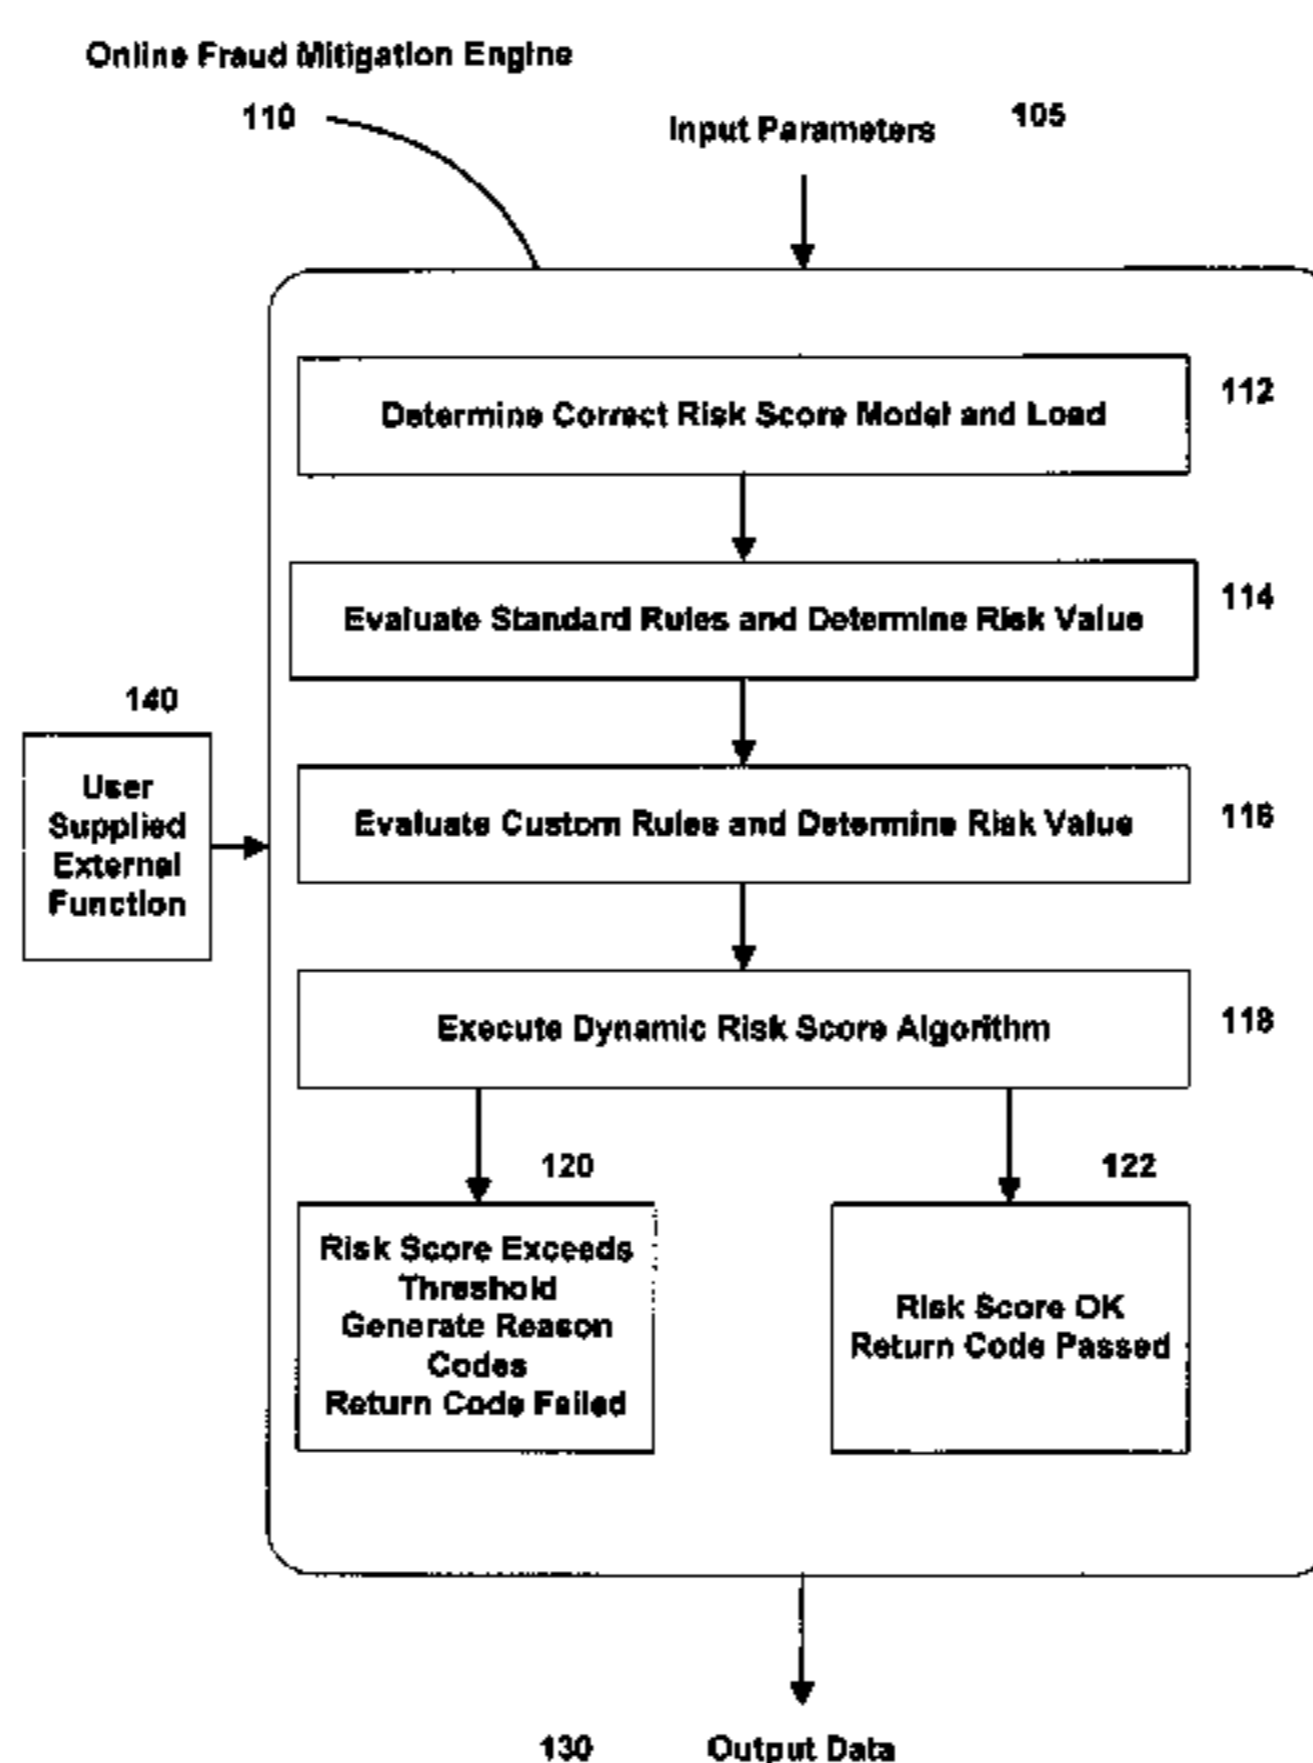 Online Fraud Mitigation Engine
110
Input Parameters
105
Determine Correct Risk Score Model and Load
112
Evaluate Standard Rules and Determine Risk Value
114
140
User
Supplied
External
Function
Evaluate Custom Rules and Determine Risk Value
116
Execute Dynamic Risk Score Algorithm
118
120
122
Risk Score Exceeds
Threshold
Generate Reason
Codes
Return Code Failed
Risk Score OK
Return Code Passed
130
Output Data